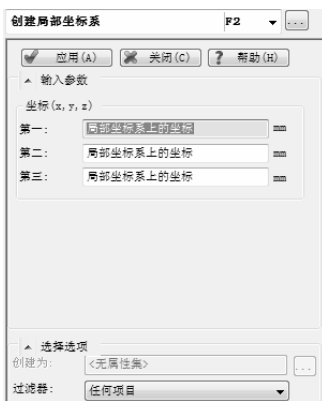 创建局部坐标系 F2 ...
应用(A) 关闭(C) ? 帮助(H)
输入参数
坐标(x,y,z)
第一: 局部坐标系上的坐标 mm
第二: 局部坐标系上的坐标 mm
第三: 局部坐标系上的坐标 mm
选择选项
创建为: <无属性集> ...
过滤器: 任何项目